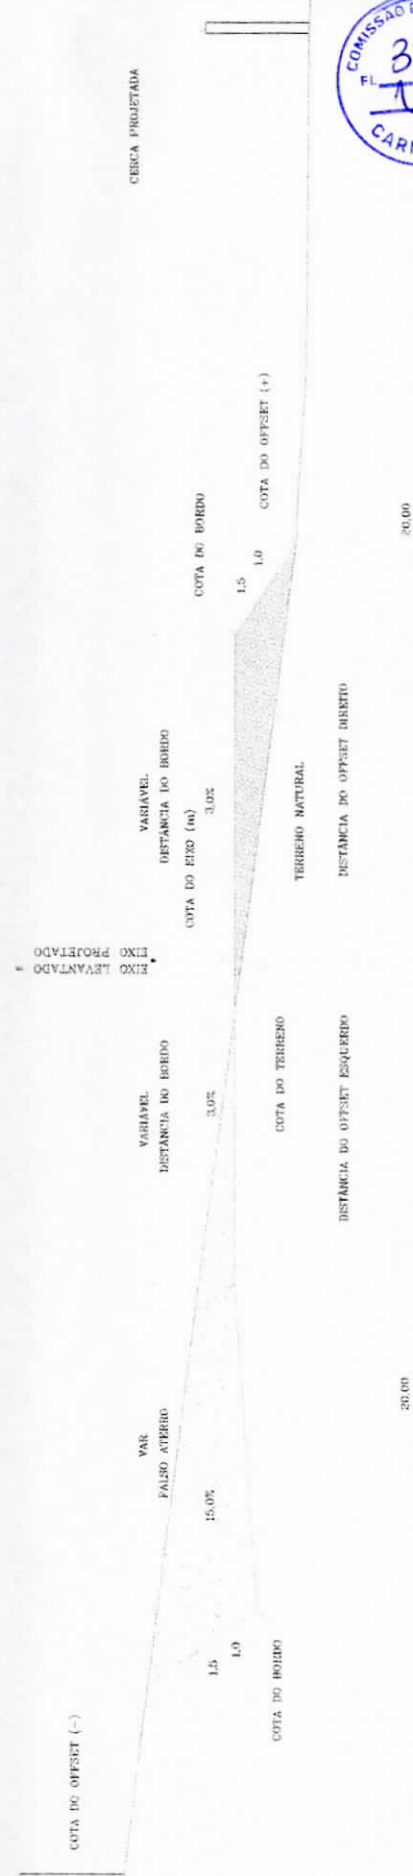 CERCA PROJETADA
COTA DO OFFSET (+)
COTA DO BORDO
1.5
1.0
20.00
VARIÁVEL
DISTÂNCIA DO BORDO
COTA DO EIXO (m)
3.0%
TERRENO NATURAL
DISTÂNCIA DO OFFSET DIREITO
EIXO LEVANTADO =
EIXO PROJETADO
VARIÁVEL
DISTÂNCIA DO BORDO
3.0%
COTA DO TERRENO
DISTÂNCIA DO OFFSET ESQUERDO
VAR
FALSO ATERRO
15.0%
20.00
1.5
1.0
COTA DO BORDO
COTA DO OFFSET (-)
COMISSÃO
FL
3